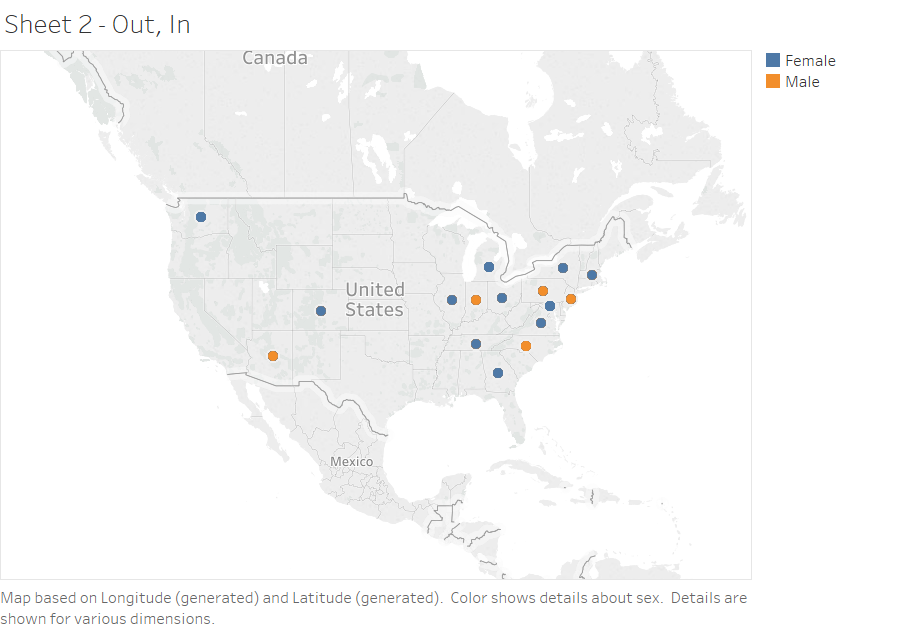 Sheet 2 - Out, In
Canada
Female
Male
United
States
Mexico
Map based on Longitude (generated) and Latitude (generated).  Color shows details about sex.  Details are
shown for various dimensions.